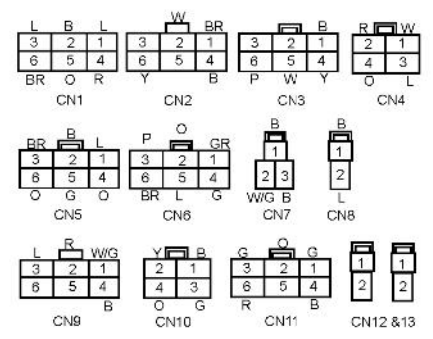 L B L
3 2 1
6 5 4
BR O R
CN1
W BR
3 2 1
6 5 4
Y B
CN2
B
3 2 1
6 5 4
P W Y
CN3
R W
2 1
4 3
O L
CN4
BR B L
3 2 1
6 5 4
O G O
CN5
P O GR
3 2 1
6 5 4
BR L G
CN6
B
1
2 3
W/G B
CN7
B
1
2
L
CN8
L R W/G
3 2 1
6 5 4
B
CN9
Y B
2 1
4 3
O G
CN10
G O G
3 2 1
6 5 4
R B
CN11
1 1
2 2
CN12 &13